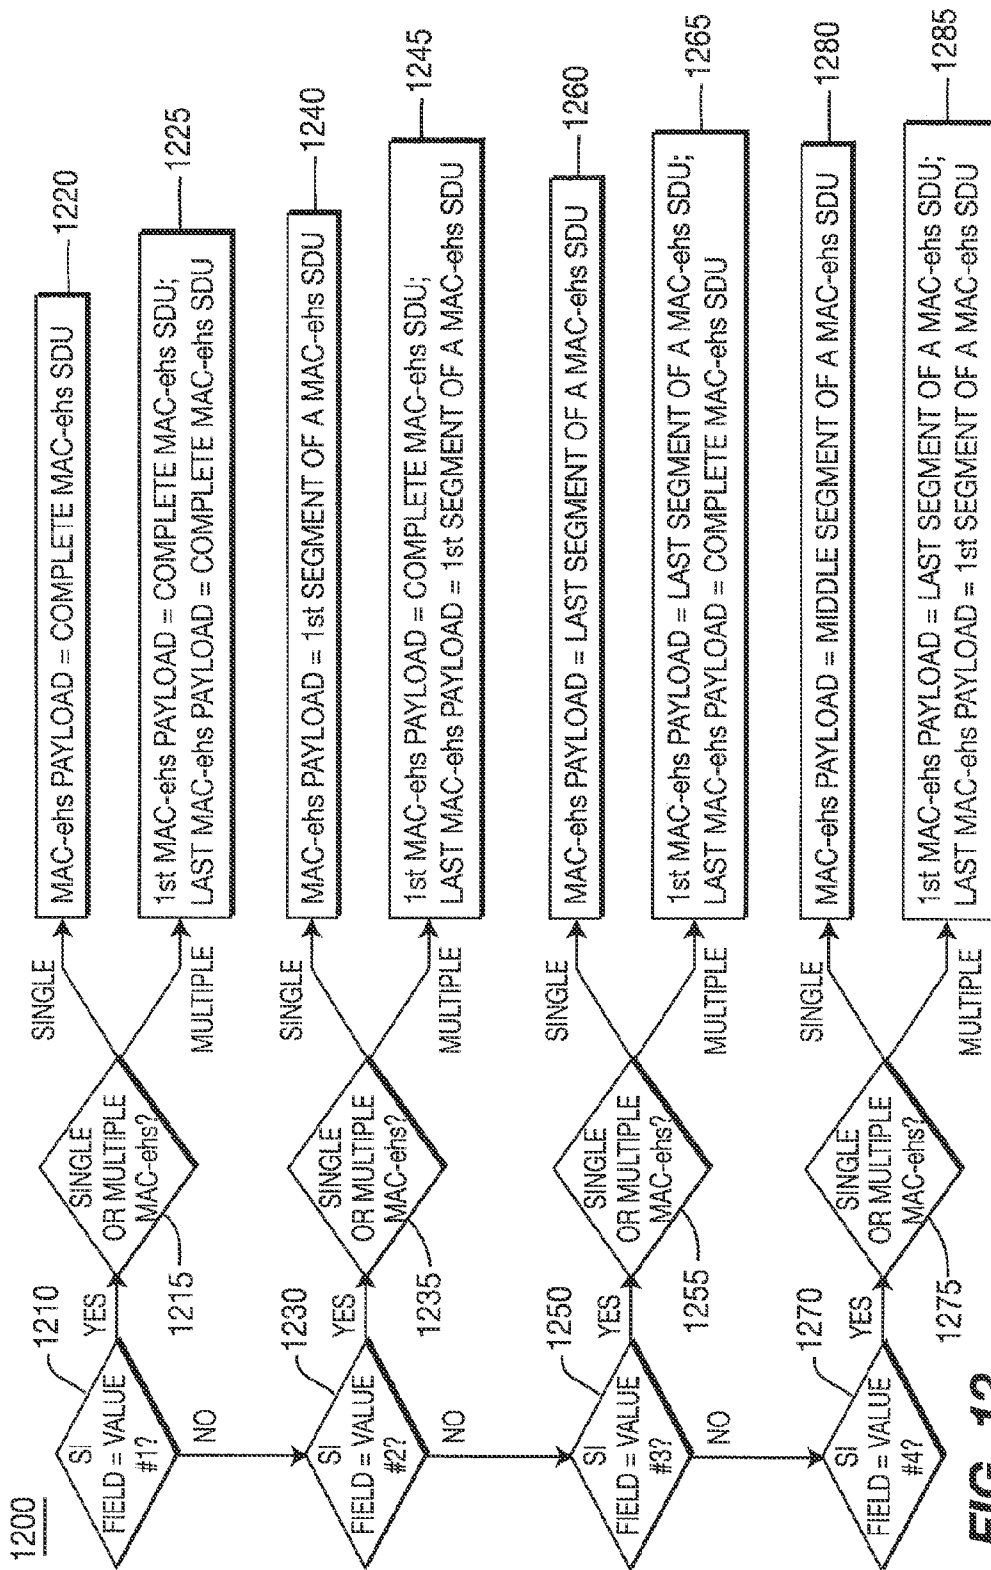 1200
SI
FIELD = VALUE
#1?
1210
YES
NO
SINGLE
OR MULTIPLE
MAC-ehs?
1215
SINGLE
MULTIPLE
MAC-ehs PAYLOAD = COMPLETE MAC-ehs SDU
1220
1st MAC-ehs PAYLOAD = COMPLETE MAC-ehs SDU;
LAST MAC-ehs PAYLOAD = COMPLETE MAC-ehs SDU
1225
SI
FIELD = VALUE
#2?
1230
YES
NO
SINGLE
OR MULTIPLE
MAC-ehs?
1235
SINGLE
MULTIPLE
MAC-ehs PAYLOAD = 1st SEGMENT OF A MAC-ehs SDU
1240
1st MAC-ehs PAYLOAD = COMPLETE MAC-ehs SDU;
LAST MAC-ehs PAYLOAD = 1st SEGMENT OF A MAC-ehs SDU
1245
SI
FIELD = VALUE
#3?
1250
YES
NO
SINGLE
OR MULTIPLE
MAC-ehs?
1255
SINGLE
MULTIPLE
MAC-ehs PAYLOAD = LAST SEGMENT OF A MAC-ehs SDU
1260
1st MAC-ehs PAYLOAD = LAST SEGMENT OF A MAC-ehs SDU;
LAST MAC-ehs PAYLOAD = COMPLETE MAC-ehs SDU
1265
SI
FIELD = VALUE
#4?
1270
YES
SINGLE
OR MULTIPLE
MAC-ehs?
1275
SINGLE
MULTIPLE
MAC-ehs PAYLOAD = MIDDLE SEGMENT OF A MAC-ehs SDU
1280
1st MAC-ehs PAYLOAD = LAST SEGMENT OF A MAC-ehs SDU;
LAST MAC-ehs PAYLOAD = 1st SEGMENT OF A MAC-ehs SDU
1285
FIG. 12